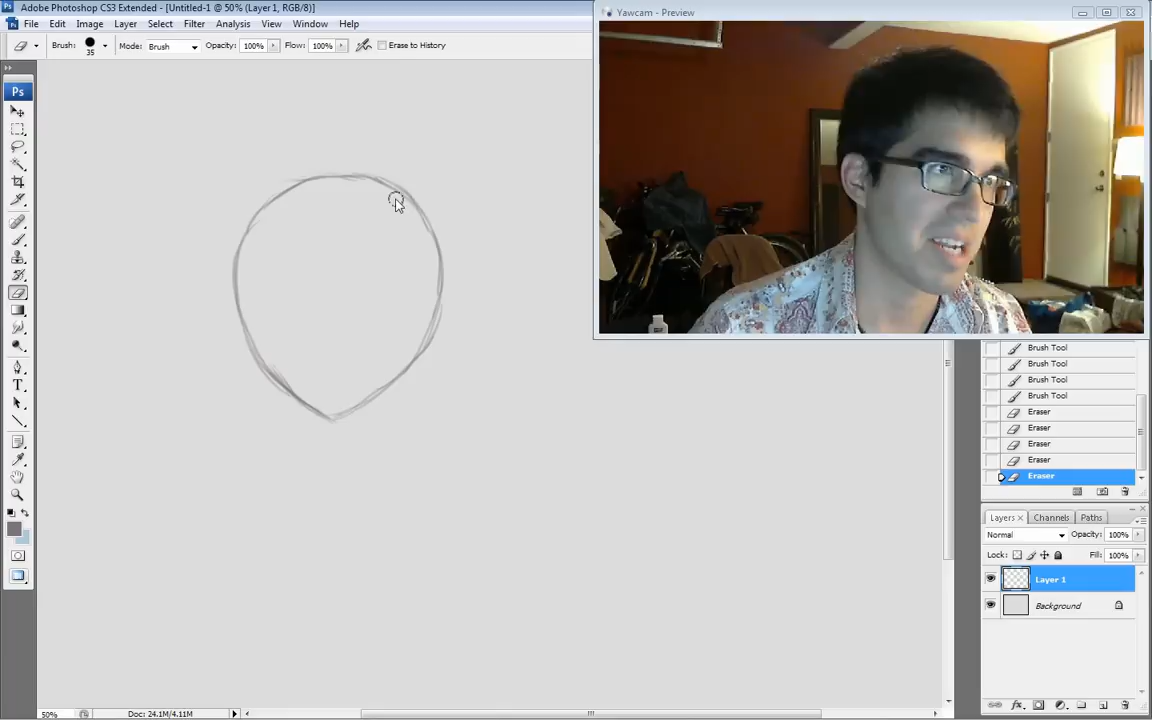 Adobe Photoshop CS3 Extended - [Untitled-1 @ 50% (Layer 1, RGB/8)]
Yawcam - Preview
File Edit Image Layer Select Filter Analysis View Window Help
Brush: 35 Mode: Brush Opacity: 100% Flow: 100% Erase to History
Ps
Brush Tool
Brush Tool
Brush Tool
Brush Tool
Eraser
Eraser
Eraser
Eraser
Eraser
Layers Channels Paths
Normal Opacity: 100%
Lock: Fill: 100%
Layer 1
Background
50% Doc: 24.1M/4.11M